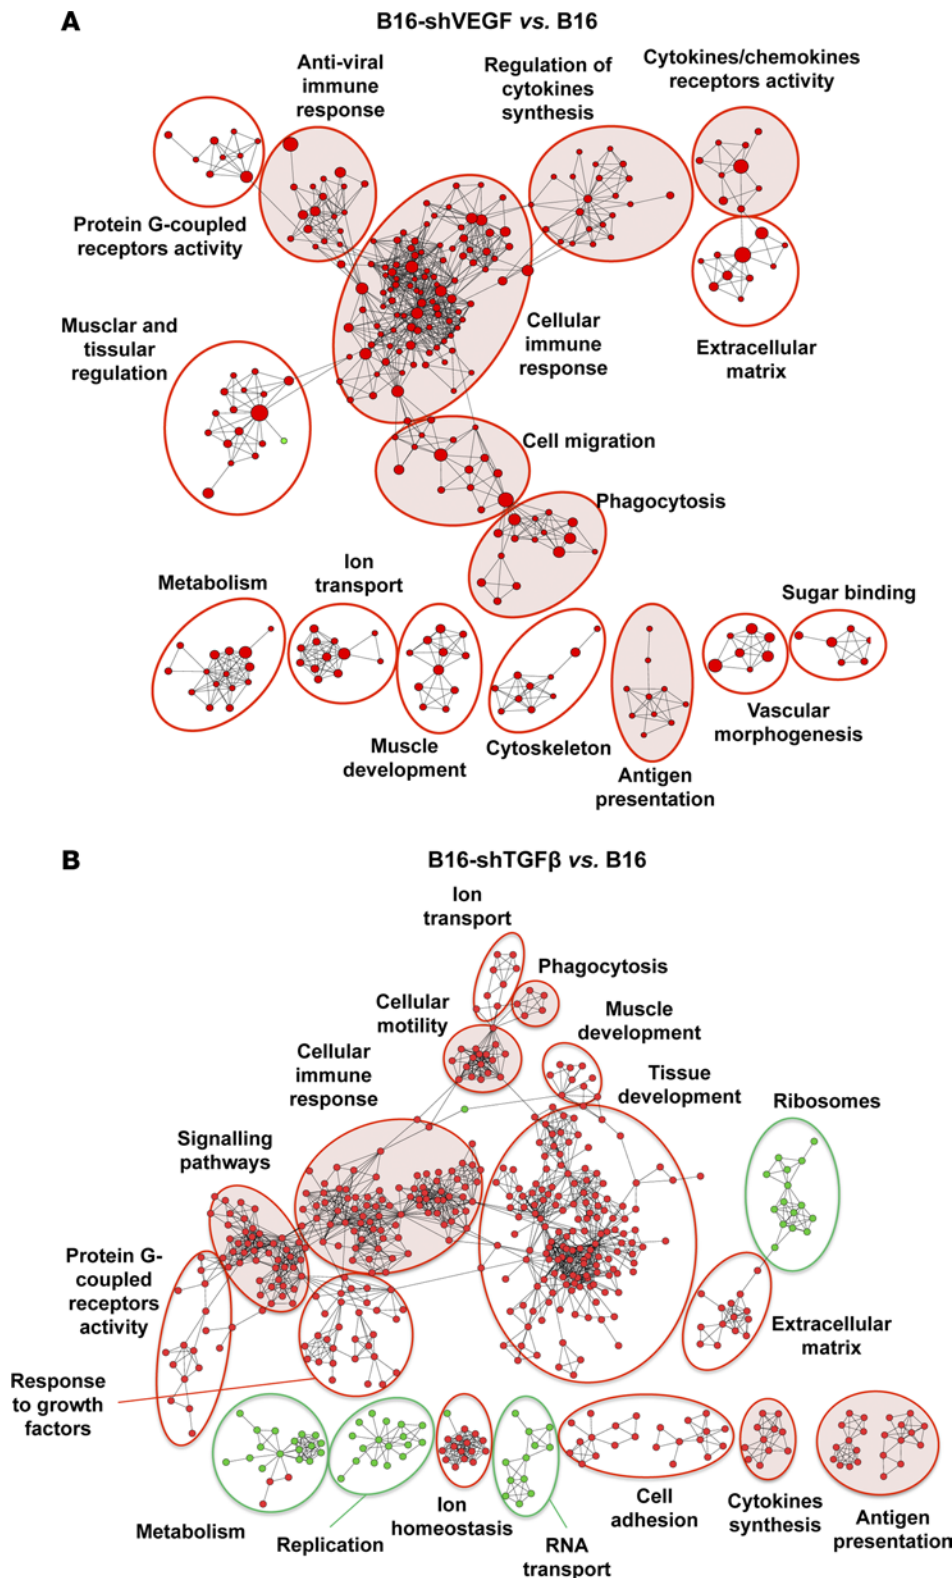 A
B16-shVEGF vs. B16
Anti-viral
immune
response
Regulation of
cytokines
synthesis
Cytokines/chemokines
receptors activity
Protein G-coupled
receptors activity
Musclar and
tissular
regulation
Cellular
immune
response
Extracellular
matrix
Cell migration
Phagocytosis
Metabolism
Ion
transport
Sugar binding
Muscle
development
Cytoskeleton
Antigen
presentation
Vascular
morphogenesis
B
B16-shTGFβ vs. B16
Ion
transport
Phagocytosis
Cellular
motility
Muscle
development
Cellular
immune
response
Tissue
development
Ribosomes
Signalling
pathways
Protein G-
coupled
receptors
activity
Extracellular
matrix
Response
to growth
factors
Metabolism
Replication
Ion
homeostasis
RNA
transport
Cell
adhesion
Cytokines
synthesis
Antigen
presentation